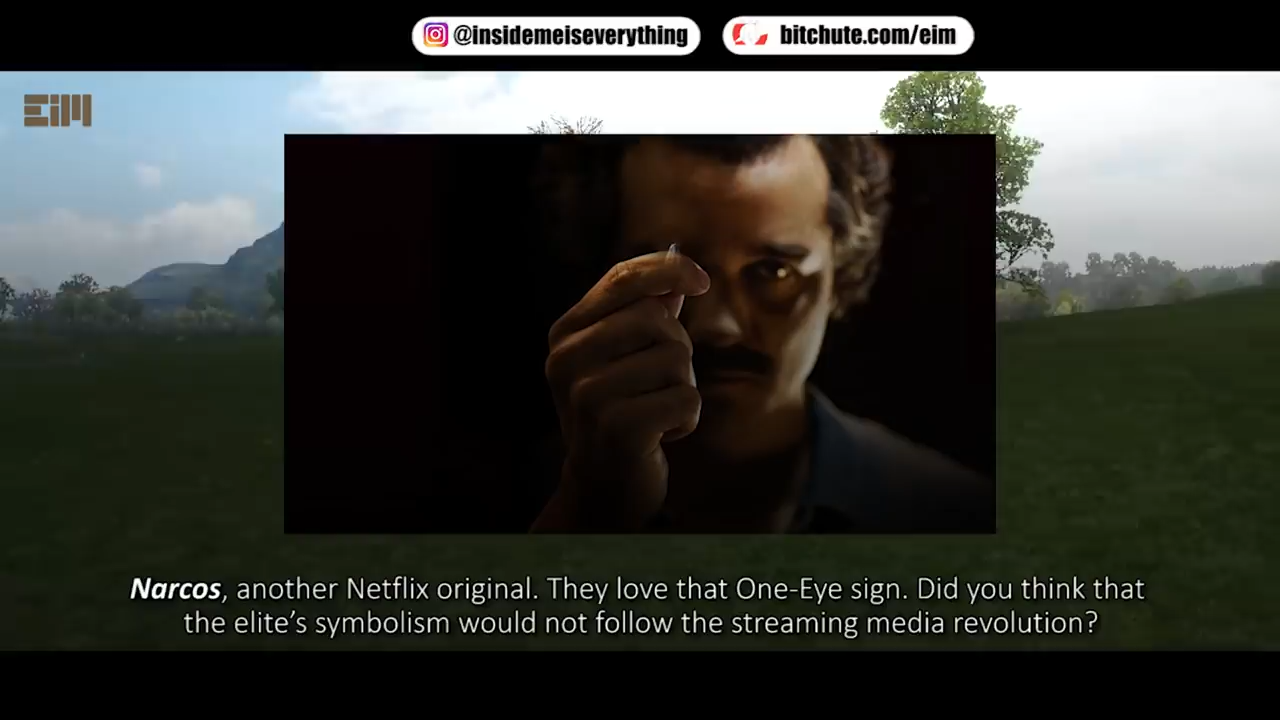 @insidemeiseverything
bitchute.com/eim
EIM
Narcos, another Netflix original. They love that One-Eye sign. Did you think that
the elite’s symbolism would not follow the streaming media revolution?